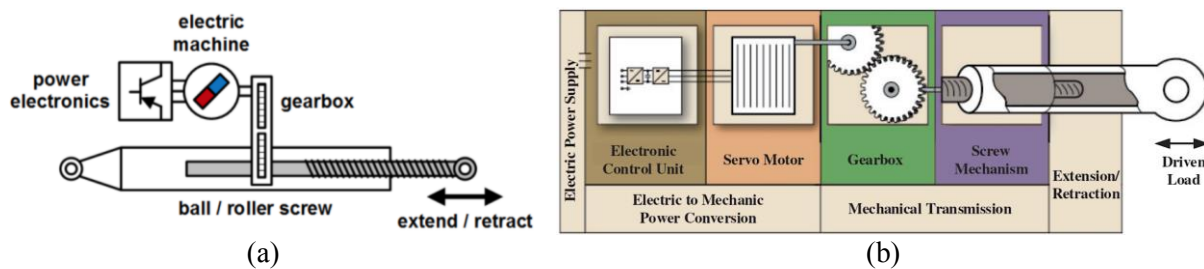 electric
machine
power
electronics
gearbox
ball / roller screw
extend / retract
(a)
Electric Power Supply
Electronic
Control Unit
Servo Motor
Gearbox
Screw
Mechanism
Electric to Mechanic
Power Conversion
Mechanical Transmission
Extension/
Retraction
Driven
Load
(b)